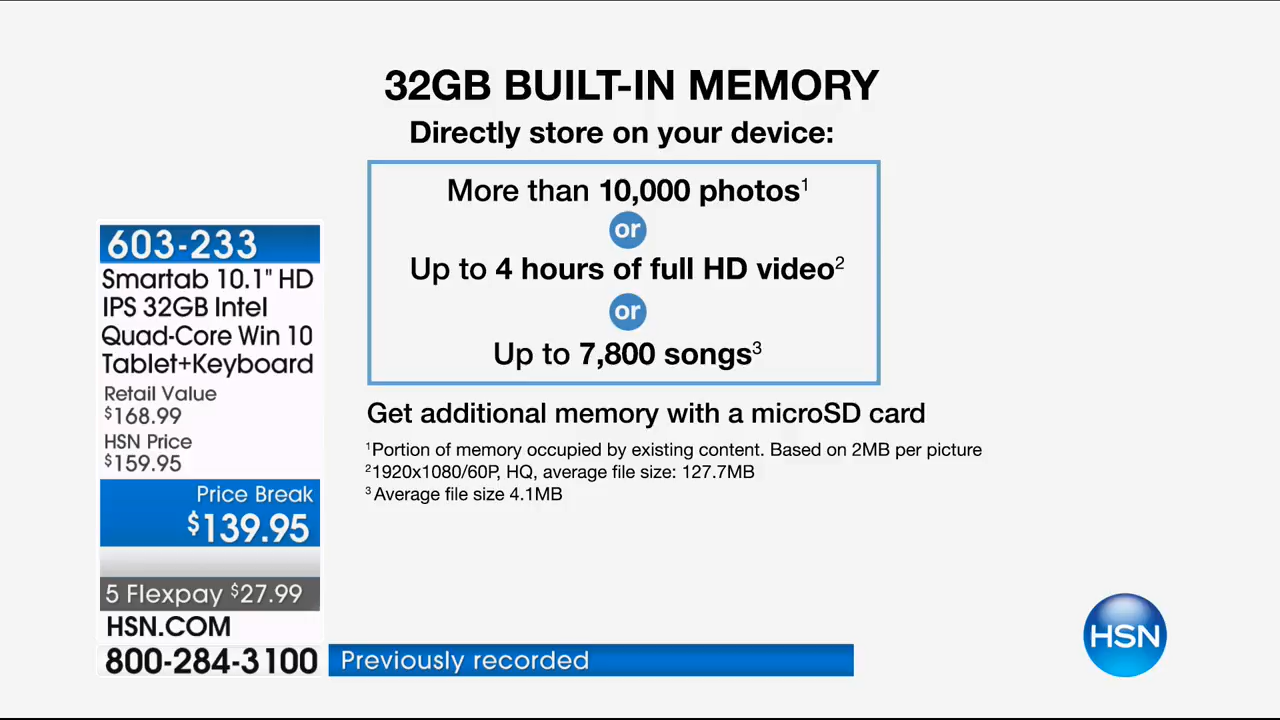 32GB BUILT-IN MEMORY
Directly store on your device:
More than 10,000 photos¹
or
Up to 4 hours of full HD video²
or
Up to 7,800 songs³
Get additional memory with a microSD card
¹Portion of memory occupied by existing content. Based on 2MB per picture
²1920x1080/60P, HQ, average file size: 127.7MB
³Average file size 4.1MB
603-233
Smartab 10.1" HD
IPS 32GB Intel
Quad-Core Win 10
Tablet+Keyboard
Retail Value
$168.99
HSN Price
$159.95
Price Break
$139.95
5 Flexpay $27.99
HSN.COM
800-284-3100
Previously recorded
HSN